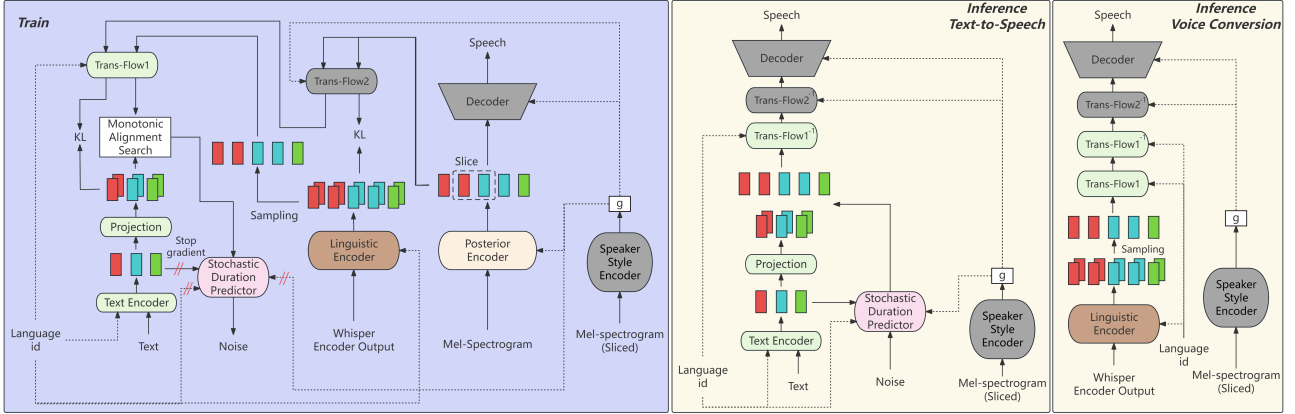 Train
Trans-Flow1
KL
Monotonic
Alignment
Search
Projection
Stop
gradient
Text Encoder
Stochastic
Duration
Predictor
Language
id
Text
Noise
Sampling
Trans-Flow2
KL
Linguistic
Encoder
Whisper
Encoder Output
Speech
Decoder
Slice
Posterior
Encoder
Mel-Spectrogram
g
Speaker
Style
Encoder
Mel-spectrogram
(Sliced)
Inference
Text-to-Speech
Speech
Decoder
Trans-Flow2-1
Trans-Flow1-1
Projection
Text Encoder
Stochastic
Duration
Predictor
g
Speaker
Style
Encoder
Language
id
Text
Noise
Mel-spectrogram
(Sliced)
Inference
Voice Conversion
Speech
Decoder
Trans-Flow2-1
Trans-Flow1-1
Trans-Flow1
g
Sampling
Linguistic
Encoder
Speaker
Style
Encoder
Language
id
Whisper
Encoder Output
Mel-spectrogram
(Sliced)